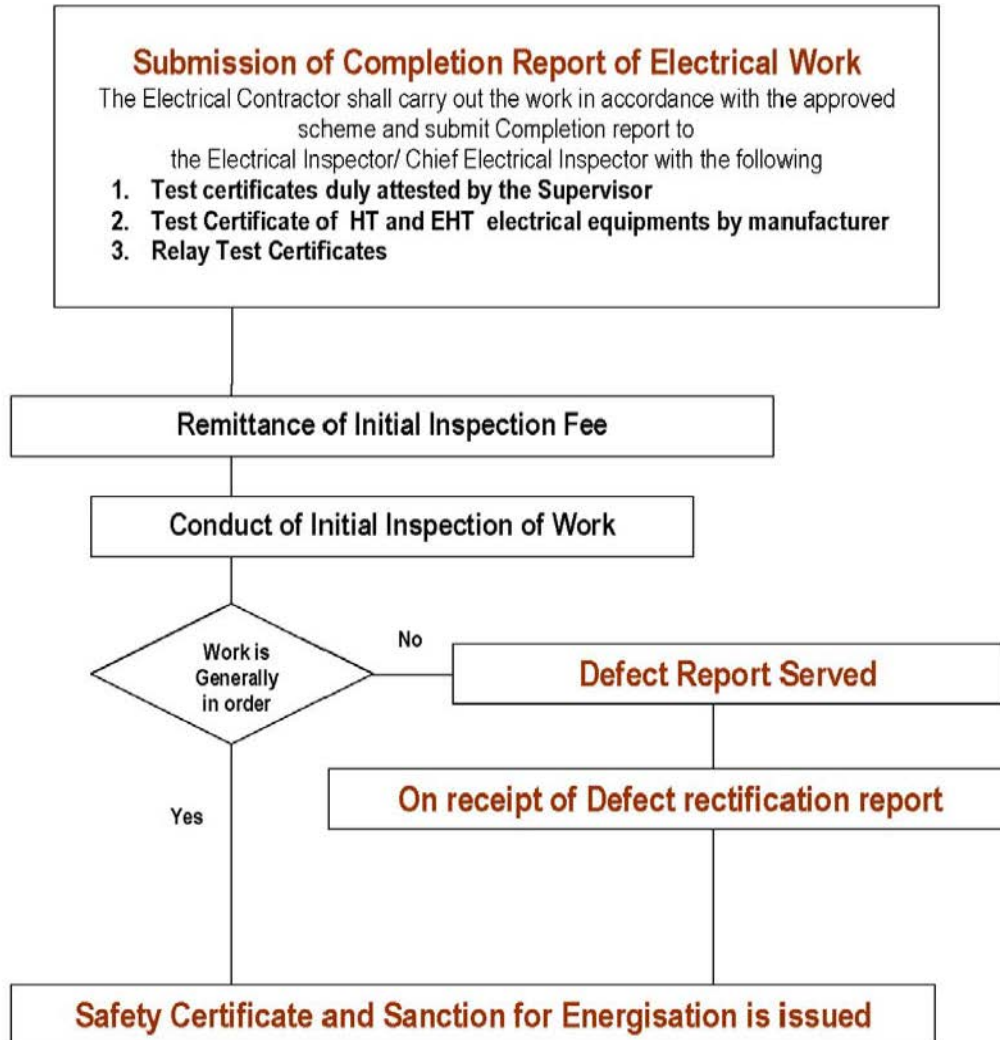 Submission of Completion Report of Electrical Work
The Electrical Contractor shall carry out the work in accordance with the approved
scheme and submit Completion report to
the Electrical Inspector/ Chief Electrical Inspector with the following
1. Test certificates duly attested by the Supervisor
2. Test Certificate of HT and EHT electrical equipments by manufacturer
3. Relay Test Certificates
Remittance of Initial Inspection Fee
Conduct of Initial Inspection of Work
Work is
Generally
in order
No
Defect Report Served
On receipt of Defect rectification report
Yes
Safety Certificate and Sanction for Energisation is issued